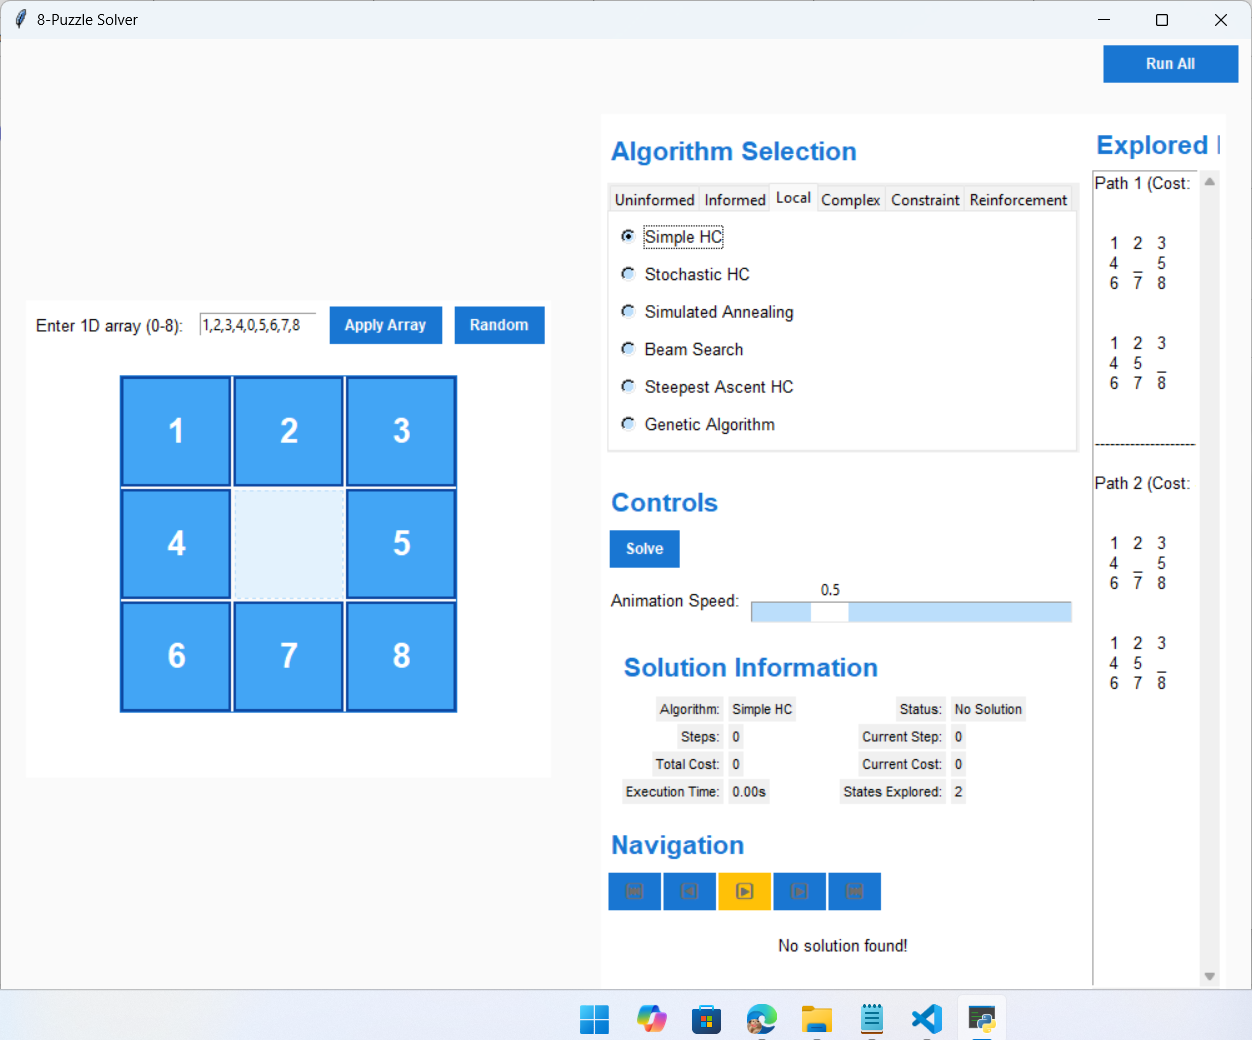 8-Puzzle Solver
Run All
Enter 1D array (0-8):
1,2,3,4,0,5,6,7,8
Apply Array
Random
1 2 3
4 5
6 7 8
Algorithm Selection
Uninformed Informed Local Complex Constraint Reinforcement
Simple HC
Stochastic HC
Simulated Annealing
Beam Search
Steepest Ascent HC
Genetic Algorithm
Controls
Solve
Animation Speed:
0.5
Solution Information
Algorithm: Simple HC Status: No Solution
Steps: 0 Current Step: 0
Total Cost: 0 Current Cost: 0
Execution Time: 0.00s States Explored: 2
Navigation
No solution found!
Explored
Path 1 (Cost:
1 2 3
4 _ 5
6 7 8
1 2 3
4 5 _
6 7 8
--------------------
Path 2 (Cost:
1 2 3
4 _ 5
6 7 8
1 2 3
4 5 _
6 7 8